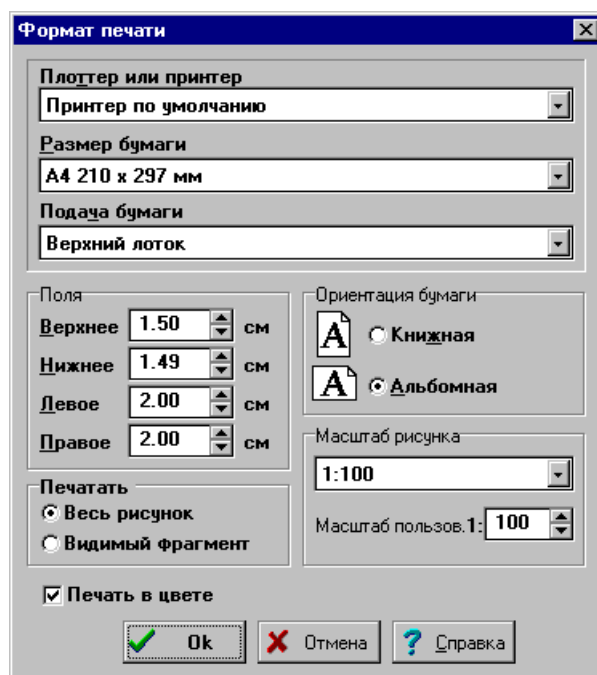 Формат печати
Плоттер или принтер
Принтер по умолчанию
Размер бумаги
А4 210 x 297 мм
Подача бумаги
Верхний лоток
Поля
Верхнее 1.50 см
Нижнее 1.49 см
Левое 2.00 см
Правое 2.00 см
Ориентация бумаги
A Книжная
A Альбомная
Масштаб рисунка
1:100
Масштаб пользов.1: 100
Печатать
Весь рисунок
Видимый фрагмент
Печать в цвете
Ok Отмена ? Справка